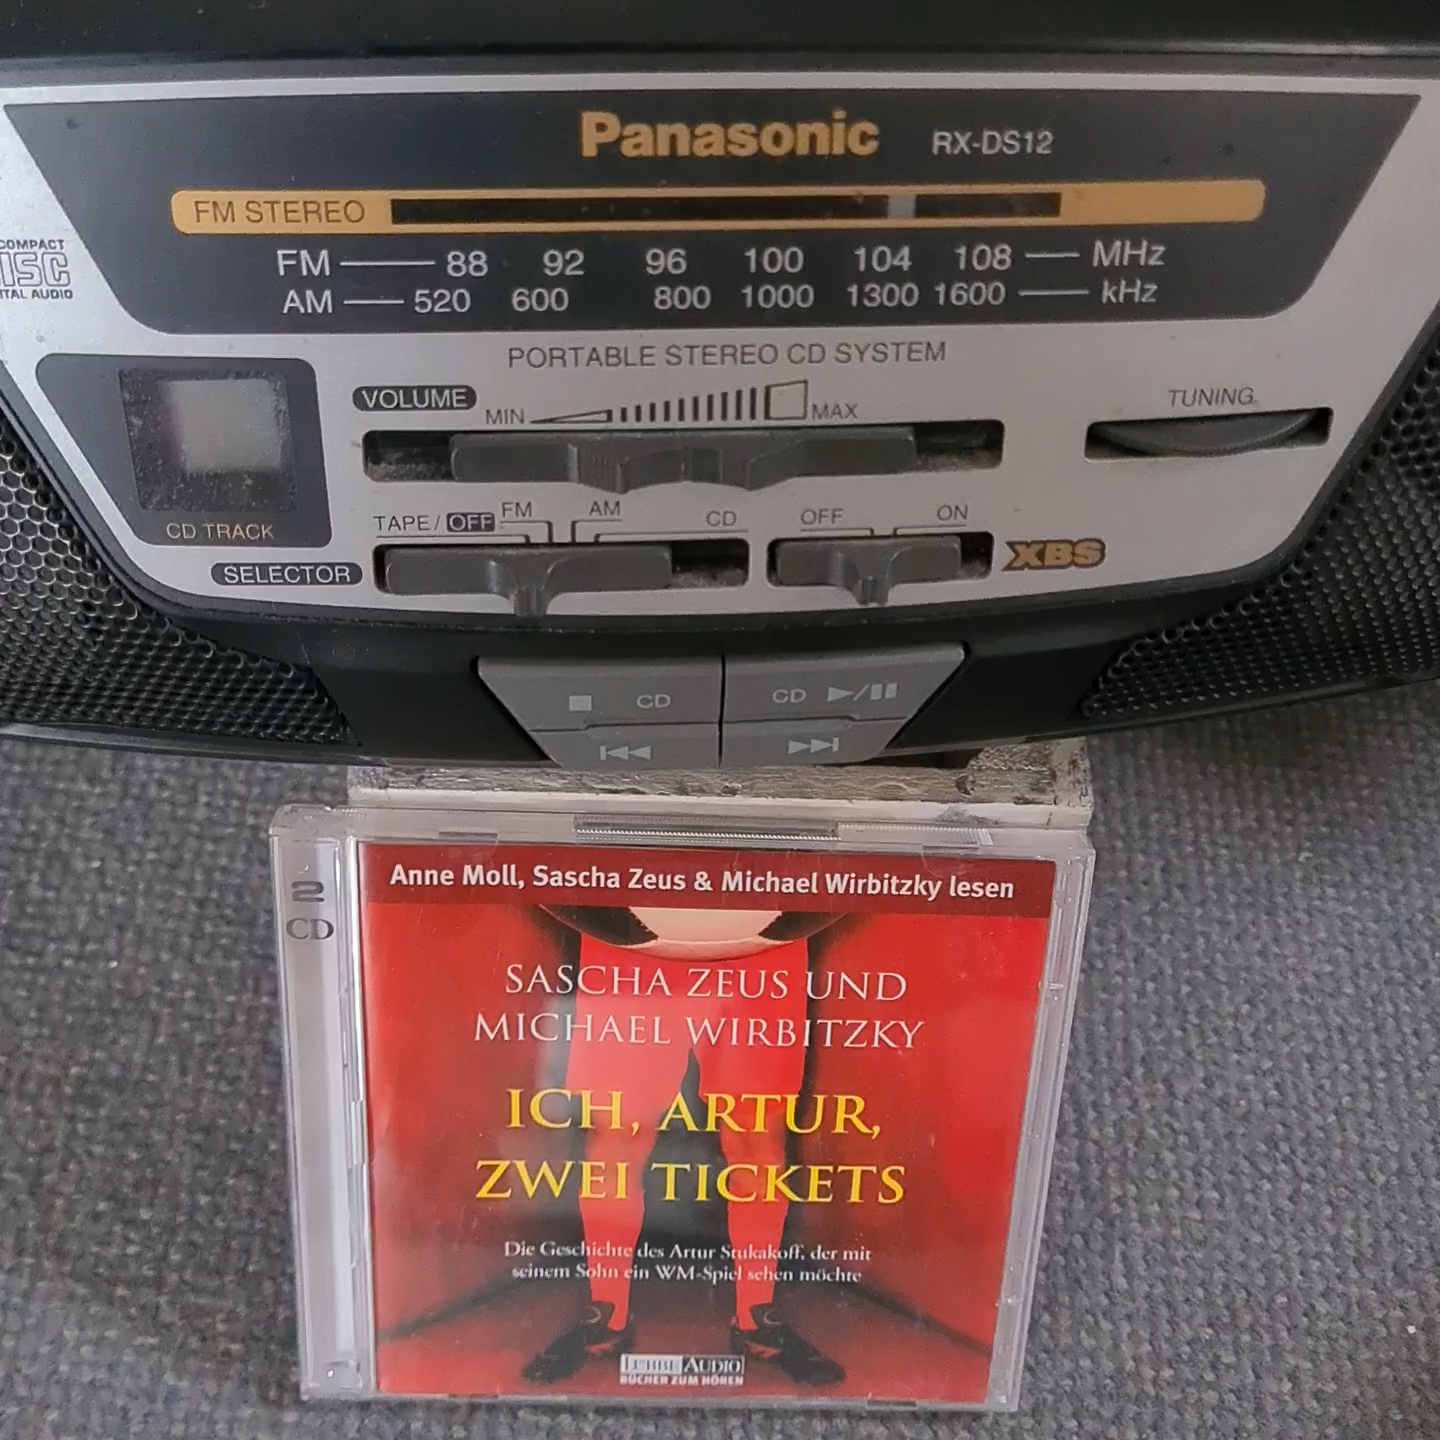 Panasonic RX-DS12
FM STEREO
FM 88 92 96 100 104 108 MHz
AM 520 600 800 1000 1300 1600 kHz
COMPACT
DISC
ITAL AUDIO
PORTABLE STEREO CD SYSTEM
VOLUME MIN MAX
TUNING
CD TRACK
TAPE/OFF FM AM CD
OFF ON
SELECTOR
XBS
CD
CD
2
CD
Anne Moll, Sascha Zeus & Michael Wirbitzky lesen
SASCHA ZEUS UND
MICHAEL WIRBITZKY
ICH, ARTUR,
ZWEI TICKETS
Die Geschichte des Artur Stukakoff, der mit
seinem Sohn ein WM-Spiel sehen möchte
LÜBBE AUDIO
BÜCHER ZUM HÖREN